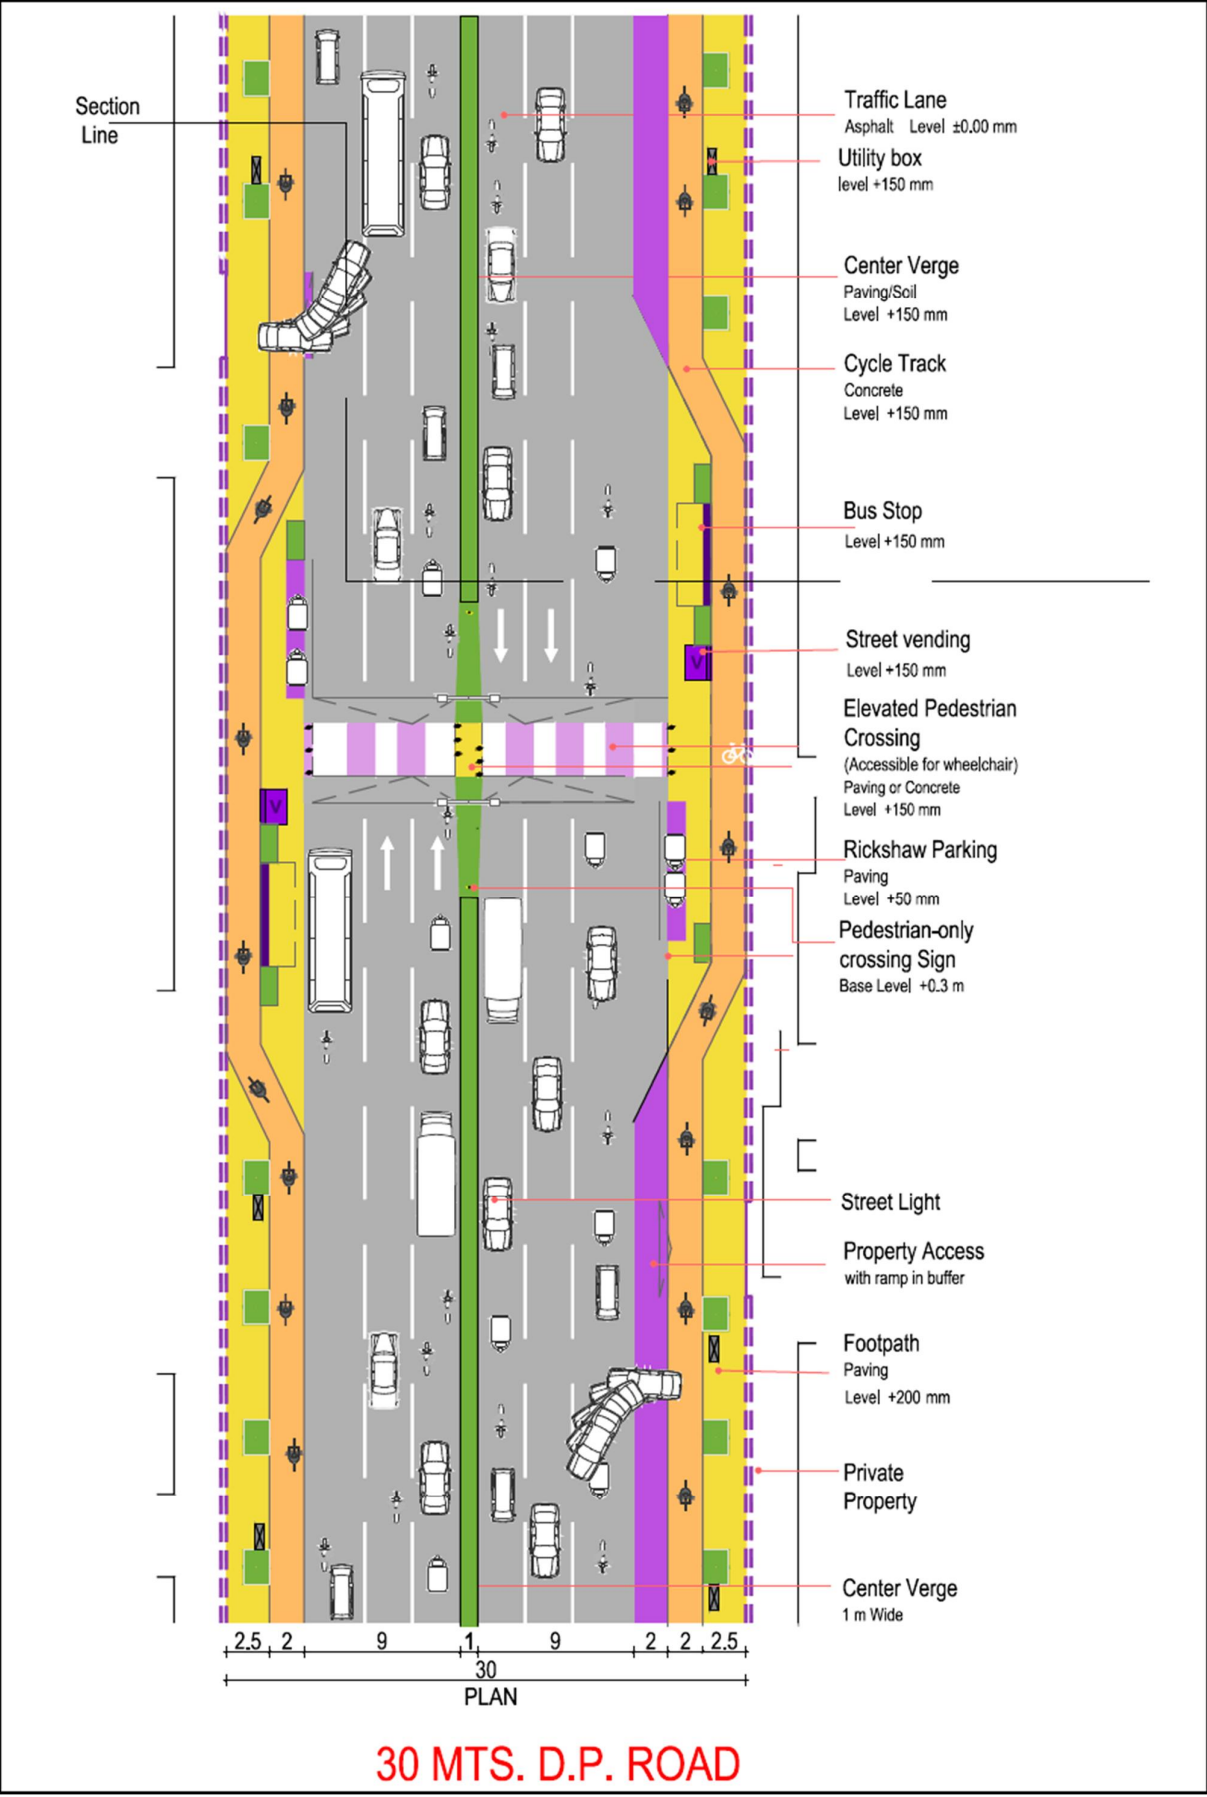 Section
Line
Traffic Lane
Asphalt Level ±0.00 mm
Utility box
level +150 mm
Center Verge
Paving/Soil
Level +150 mm
Cycle Track
Concrete
Level +150 mm
Bus Stop
Level +150 mm
Street vending
Level +150 mm
V
Elevated Pedestrian
Crossing
(Accessible for wheelchair)
Paving or Concrete
Level +150 mm
V
Rickshaw Parking
Paving
Level +50 mm
Pedestrian-only
crossing Sign
Base Level +0.3 m
Street Light
Property Access
with ramp in buffer
Footpath
Paving
Level +200 mm
Private
Property
Center Verge
1 m Wide
2.5 2 9 1 9 2 2 2.5
30
PLAN
30 MTS. D.P. ROAD